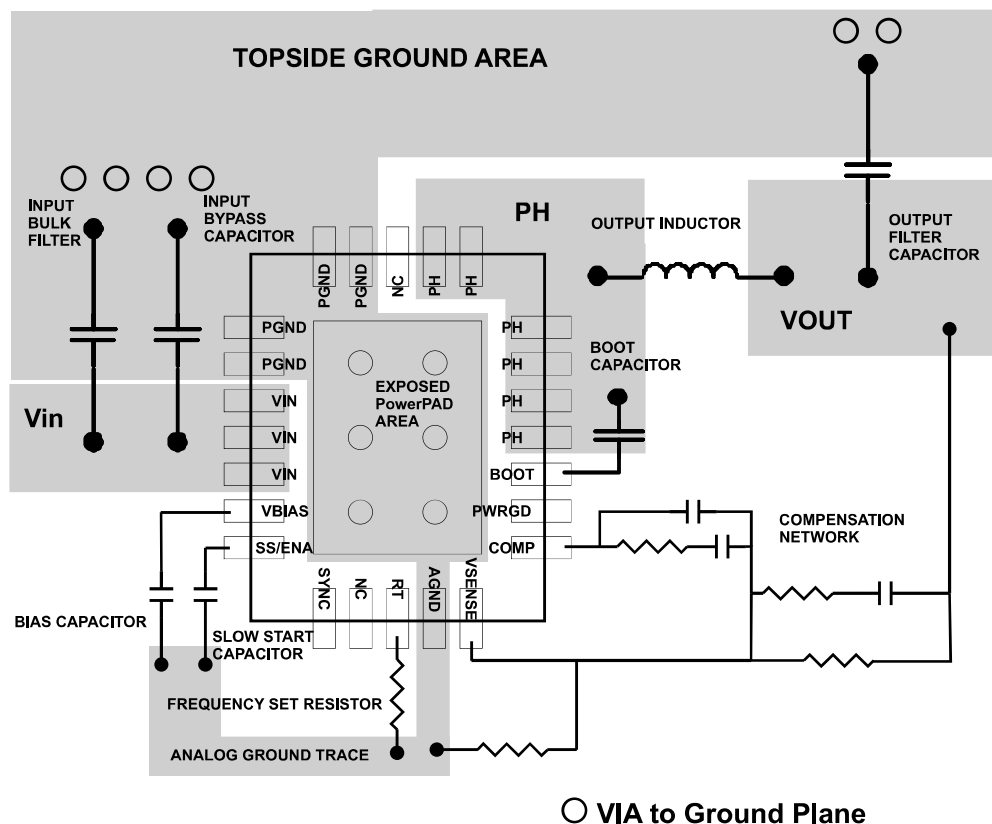 TOPSIDE GROUND AREA
INPUT
BULK
FILTER
INPUT
BYPASS
CAPACITOR
PH
OUTPUT INDUCTOR
OUTPUT
FILTER
CAPACITOR
PGND
PGND
NC
PH
PH
PGND
PGND
VIN
VIN
VIN
VBIAS
SS/ENA
Vin
EXPOSED
PowerPAD
AREA
PH
PH
PH
PH
BOOT
PWRGD
COMP
VOUT
BOOT
CAPACITOR
COMPENSATION
NETWORK
SYNC
NC
RT
AGND
VSENSE
BIAS CAPACITOR
SLOW START
CAPACITOR
FREQUENCY SET RESISTOR
ANALOG GROUND TRACE
VIA to Ground Plane